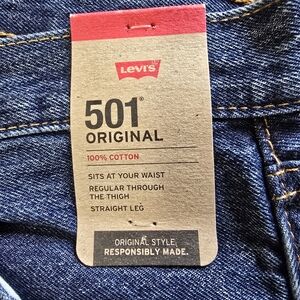 Levi's
501®
ORIGINAL
100% COTTON
SITS AT YOUR WAIST
REGULAR THROUGH
THE THIGH
STRAIGHT LEG
ORIGINAL STYLE.
RESPONSIBLY MADE.